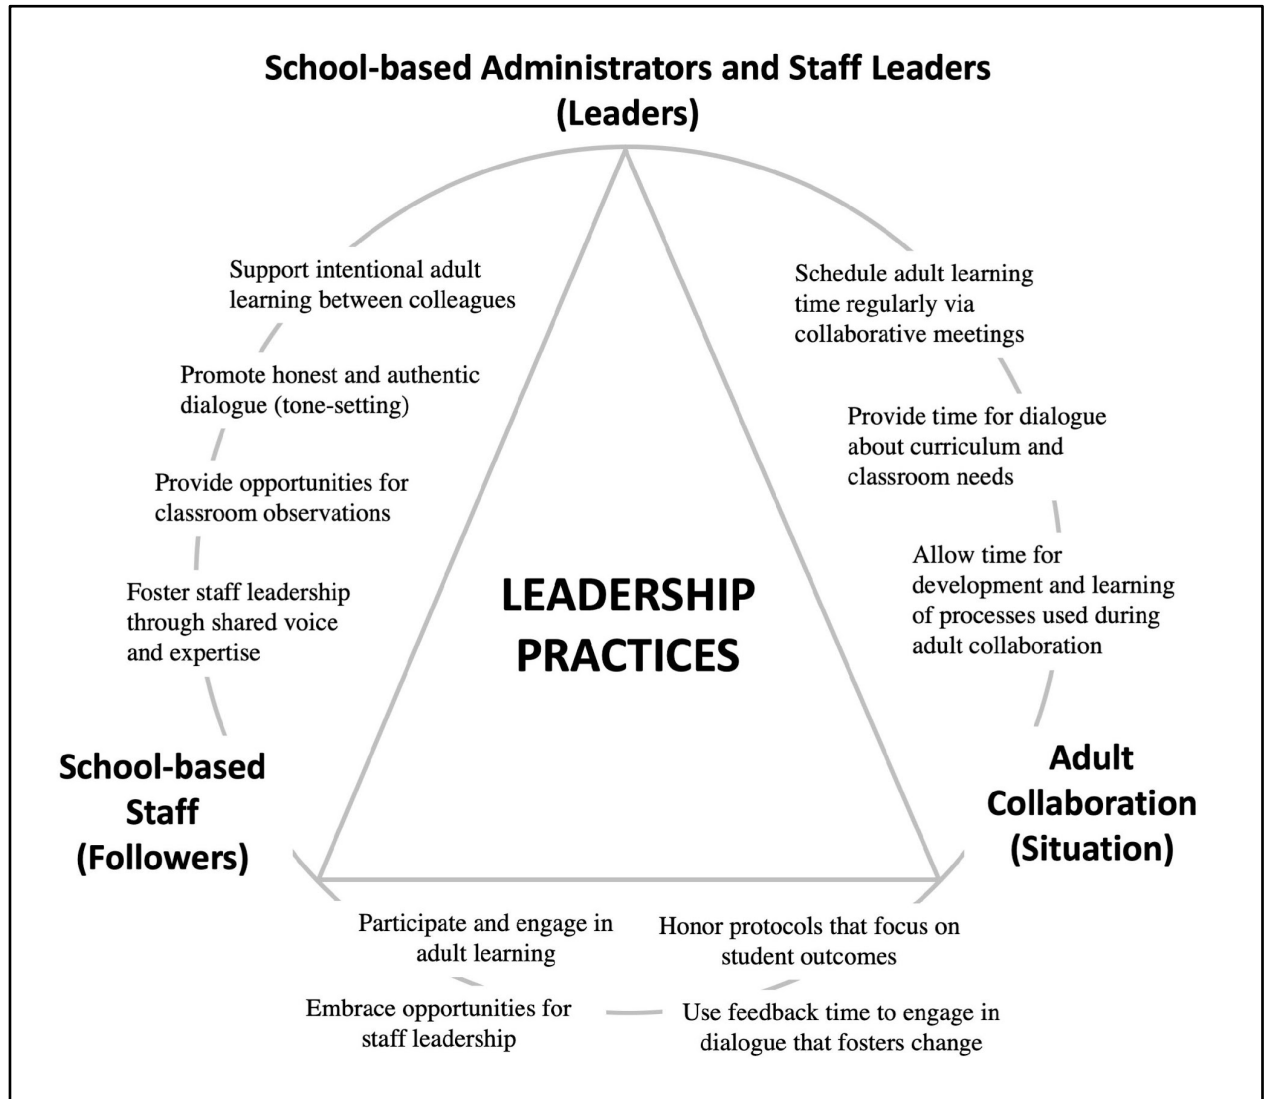 School-based Administrators and Staff Leaders
(Leaders)
Support intentional adult
learning between colleagues
Promote honest and authentic
dialogue (tone-setting)
Provide opportunities for
classroom observations
Foster staff leadership
through shared voice
and expertise
Schedule adult learning
time regularly via
collaborative meetings
Provide time for dialogue
about curriculum and
classroom needs
Allow time for
development and learning
of processes used during
adult collaboration
LEADERSHIP
PRACTICES
School-based
Staff
(Followers)
Adult
Collaboration
(Situation)
Participate and engage in
adult learning
Embrace opportunities for
staff leadership
Honor protocols that focus on
student outcomes
Use feedback time to engage in
dialogue that fosters change